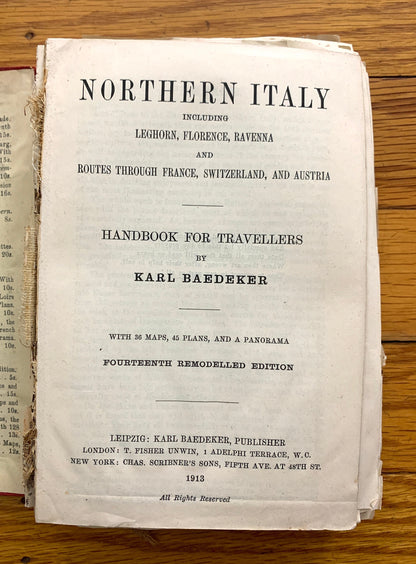 NORTHERN ITALY
INCLUDING
LEGHORN, FLORENCE, RAVENNA
AND
ROUTES THROUGH FRANCE, SWITZERLAND, AND AUSTRIA
HANDBOOK FOR TRAVELLERS
BY
KARL BAEDEKER
WITH 36 MAPS, 45 PLANS, AND A PANORAMA
FOURTEENTH REMODELLED EDITION
LEIPZIG: KARL BAEDEKER, PUBLISHER
LONDON: T. FISHER UNWIN, 1 ADELPHI TERRACE, W. C.
NEW YORK: CHAS. SCRIBNER'S SONS, FIFTH AVE. AT 48TH ST.
1913
All Rights Reserved